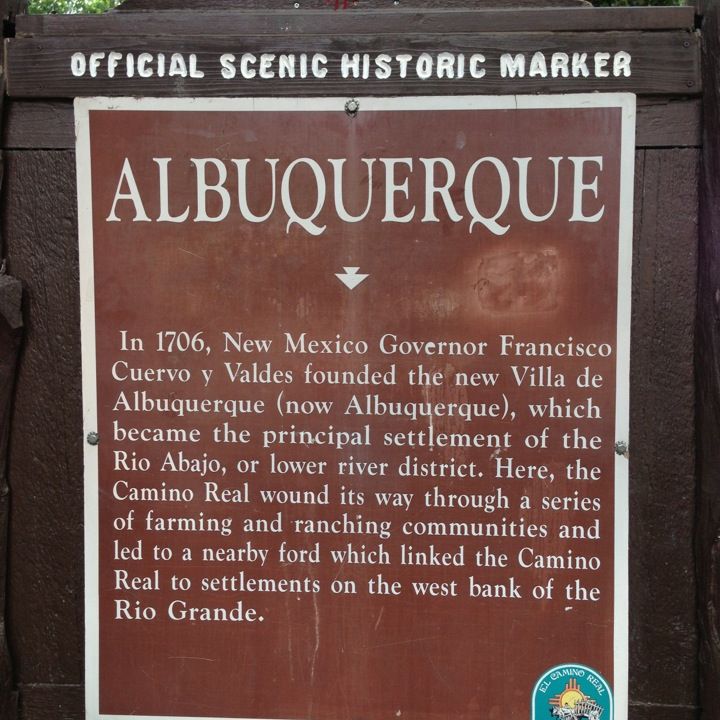 OFFICIAL SCENIC HISTORIC MARKER
ALBUQUERQUE
In 1706, New Mexico Governor Francisco
Cuervo y Valdes founded the new Villa de
Albuquerque (now Albuquerque), which
became the principal settlement of the
Rio Abajo, or lower river district. Here, the
Camino Real wound its way through a series
of farming and ranching communities and
led to a nearby ford which linked the Camino
Real to settlements on the west bank of the
Rio Grande.
EL CAMINO REAL